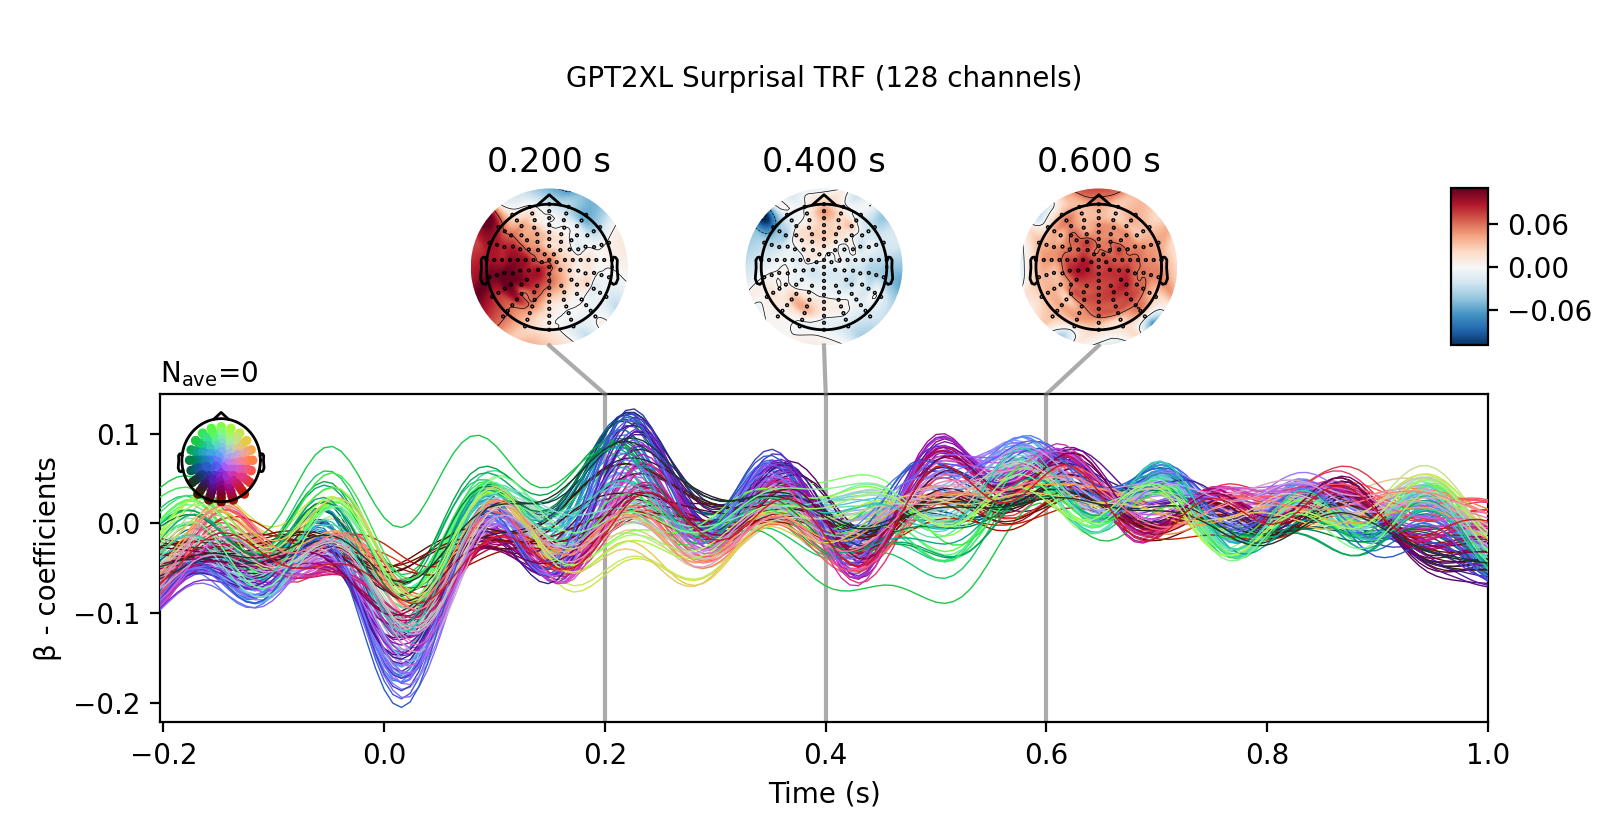 GPT2XL Surprisal TRF (128 channels)
0.200 s
0.400 s
0.600 s
0.06
0.00
−0.06
Nave=0
0.1
0.0
−0.1
−0.2
β - coefficients
−0.2
0.0
0.2
0.4
0.6
0.8
1.0
Time (s)